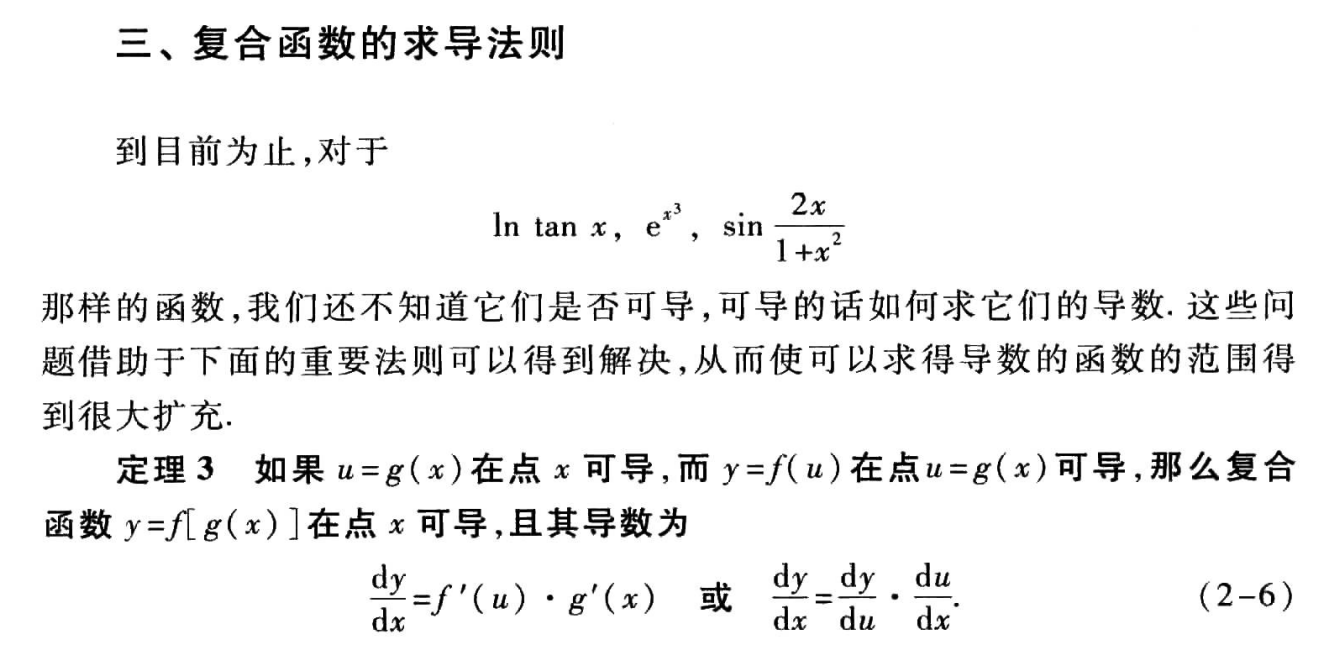 三、复合函数的求导法则
到目前为止,对于
ln tan x, e^{x^3}, sin \frac{2x}{1+x^2}
那样的函数,我们还不知道它们是否可导,可导的话如何求它们的导数. 这些问
题借助于下面的重要法则可以得到解决,从而使可以求得导数的函数的范围得
到很大扩充.
定理 3 如果 u=g(x)在点 x 可导,而 y=f(u)在点u=g(x)可导,那么复合
函数 y=f[g(x)]在点 x 可导,且其导数为
\frac{dy}{dx}=f'(u)·g'(x) 或 \frac{dy}{dx}=\frac{dy}{du}·\frac{du}{dx}. (2-6)